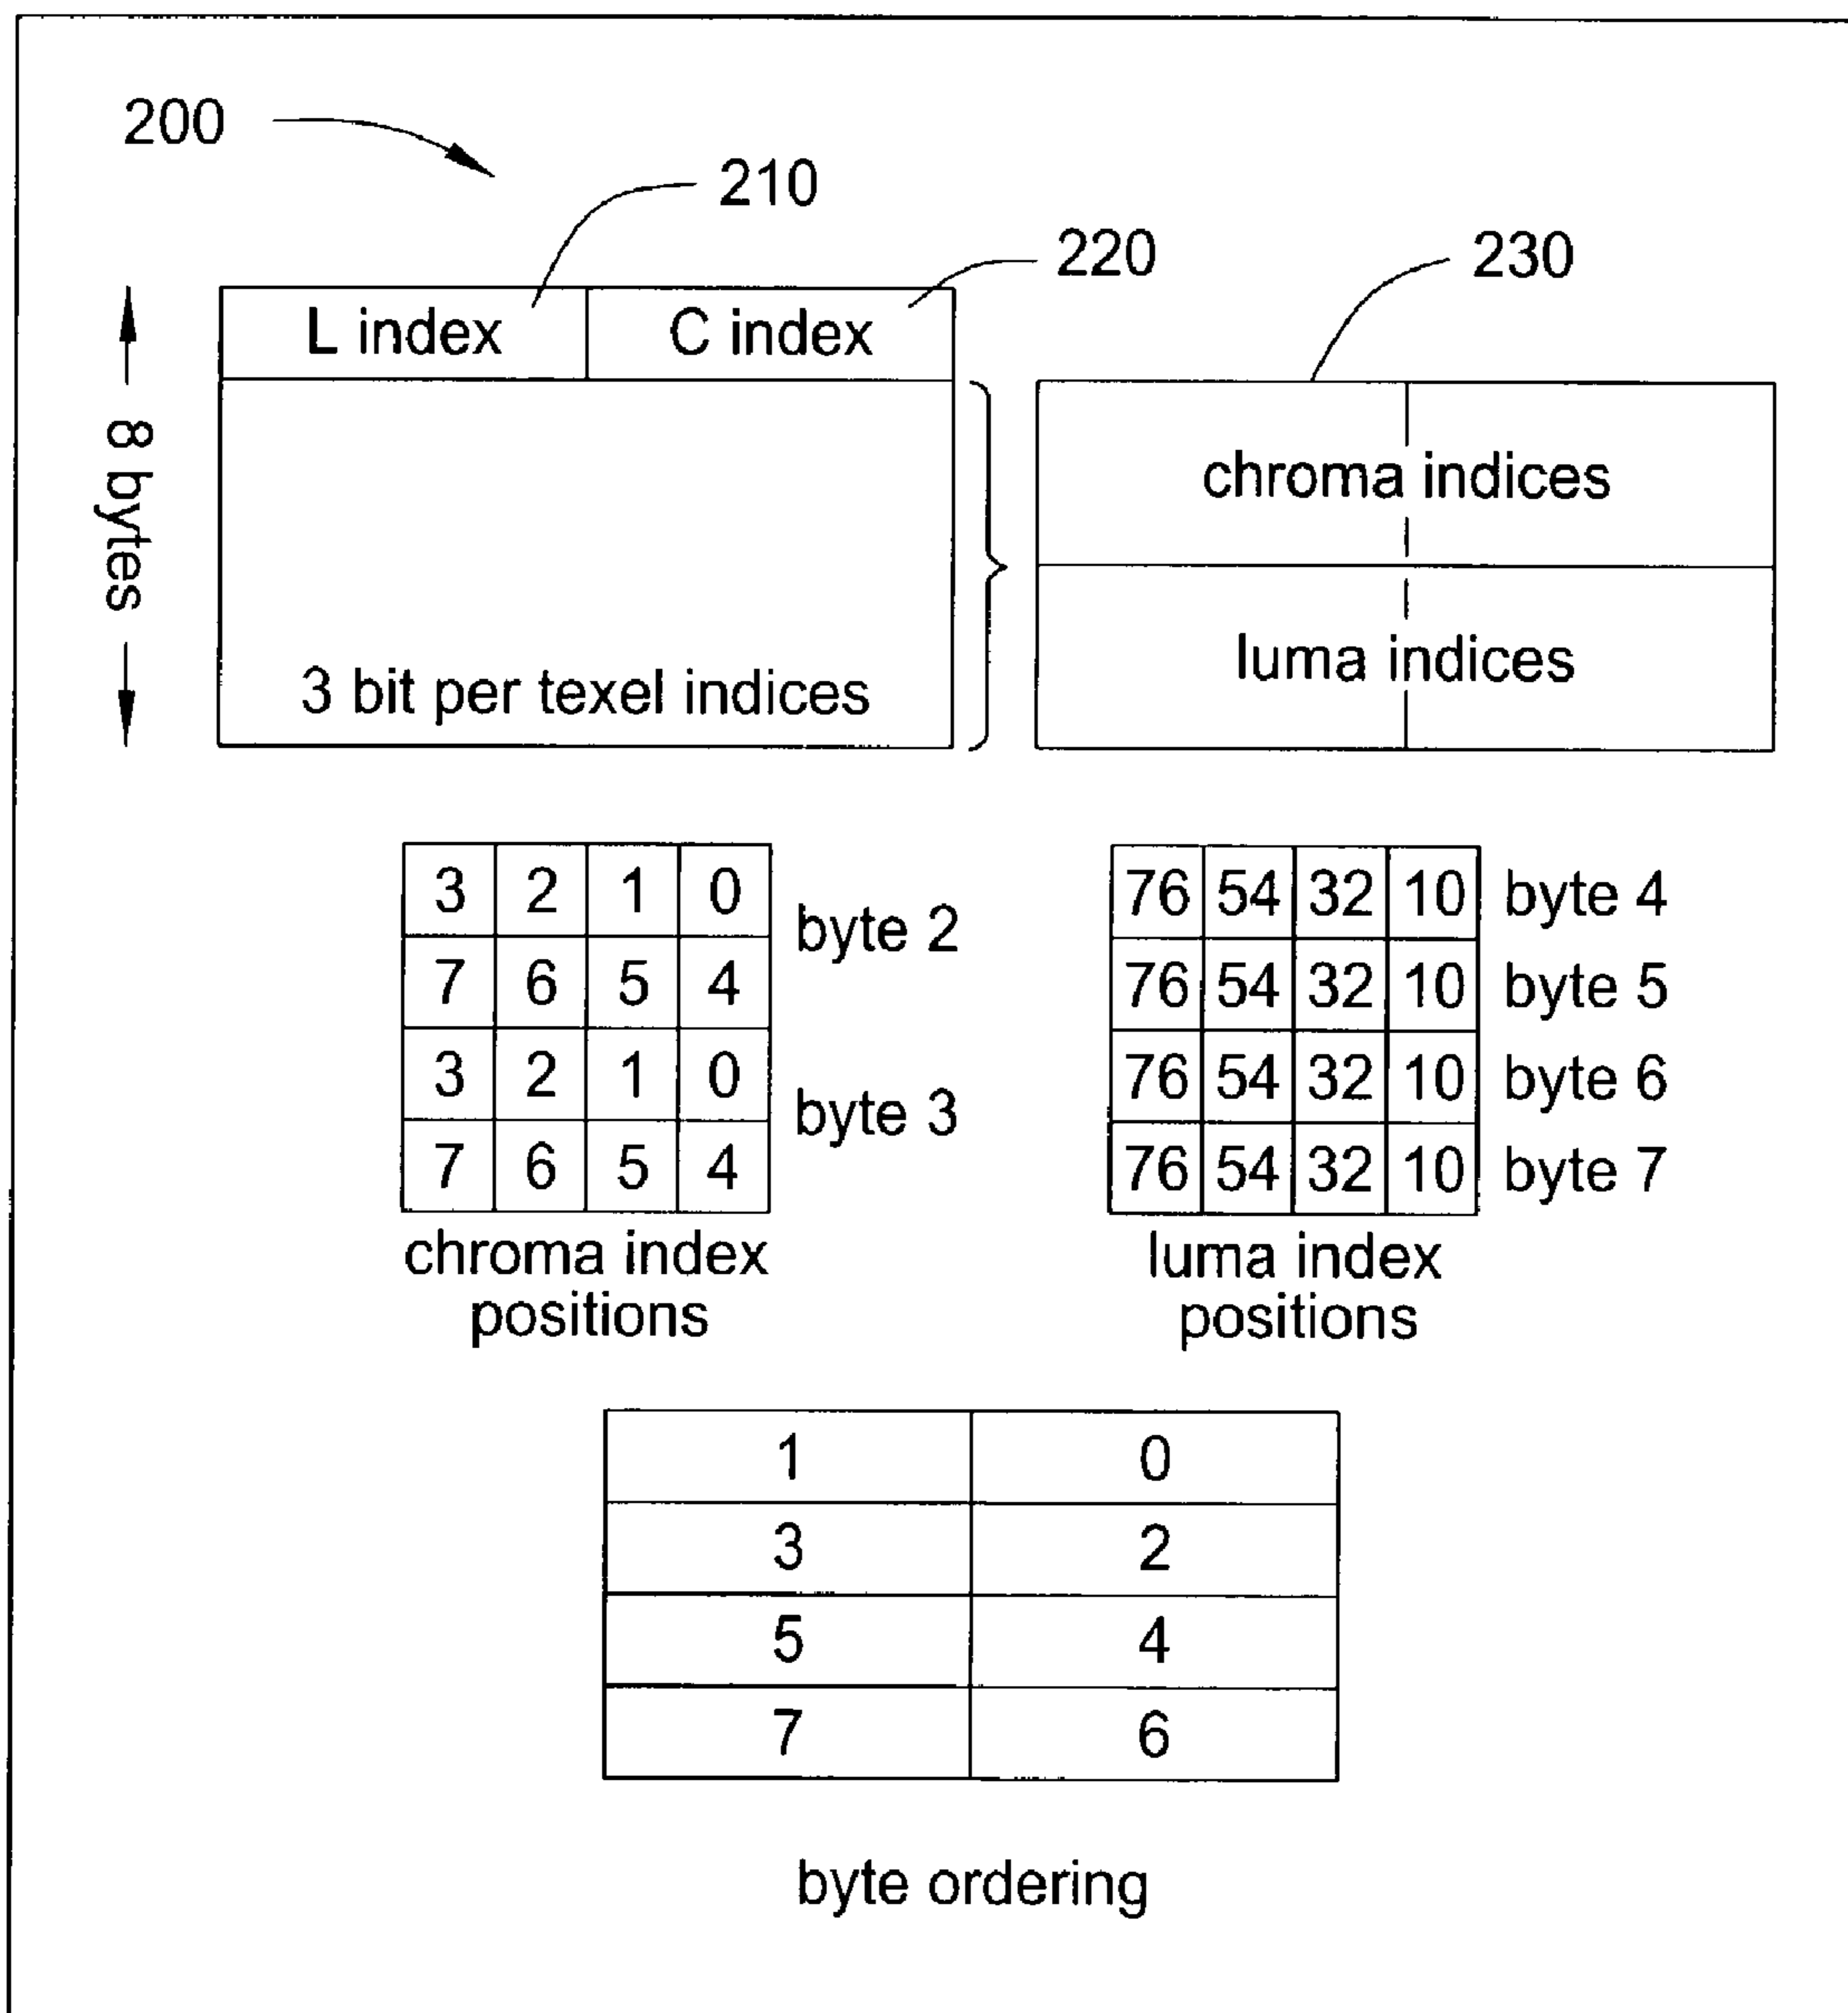 200
210
220
230
L index C index
8 bytes
chroma indices
luma indices
3 bit per texel indices
3 2 1 0
7 6 5 4
byte 2
3 2 1 0
7 6 5 4
byte 3
chroma index
positions
76 54 32 10 byte 4
76 54 32 10 byte 5
76 54 32 10 byte 6
76 54 32 10 byte 7
luma index
positions
1 0
3 2
5 4
7 6
byte ordering